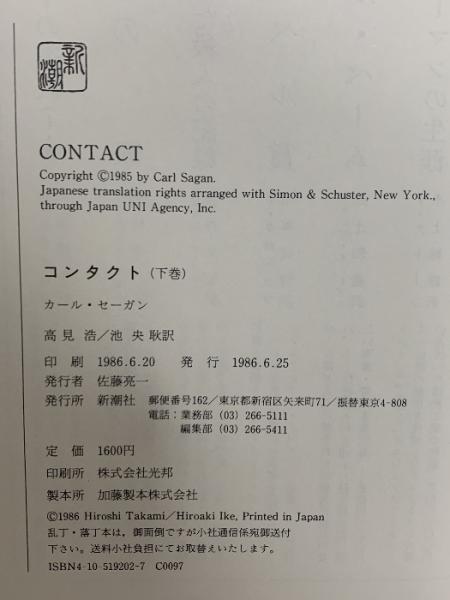 新潮
CONTACT
Copyright ©1985 by Carl Sagan.
Japanese translation rights arranged with Simon & Schuster, New York.,
through Japan UNI Agency, Inc.
コンタクト(下巻)
カール・セーガン
高見 浩/池 央耿訳
印 刷 1986.6.20 発 行 1986.6.25
発行者 佐藤亮一
発行所 新潮社 郵便番号162/東京都新宿区矢来町71/振替東京4-808
電話:業務部(03)266-5111
編集部(03)266-5411
定 価 1600円
印刷所 株式会社光邦
製本所 加藤製本株式会社
©1986 Hiroshi Takami/Hiroaki Ike, Printed in Japan
乱丁・落丁本は,御面倒ですが小社通信係宛御送付
下さい。送料小社負担にてお取替えいたします。
ISBN4-10-519202-7 C0097